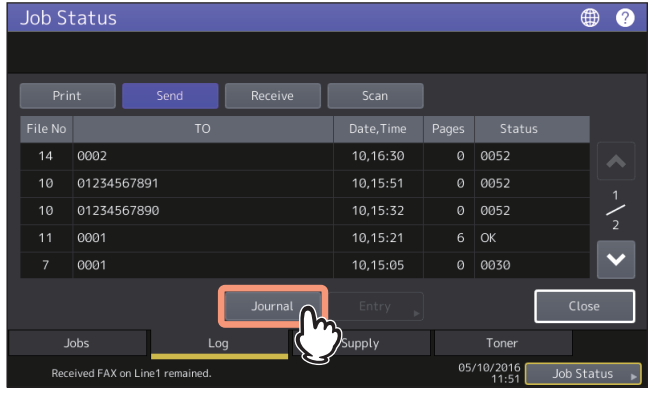 Job Status
?
Print Send Receive Scan
File No TO Date,Time Pages Status
14 0002 10,16:30 0 0052
10 01234567891 10,15:51 0 0052
10 01234567890 10,15:32 0 0052
11 0001 10,15:21 6 OK
7 0001 10,15:05 0 0030
1
2
Journal Entry Close
Jobs Log Supply Toner
Received FAX on Line1 remained.
05/10/2016
11:51
Job Status